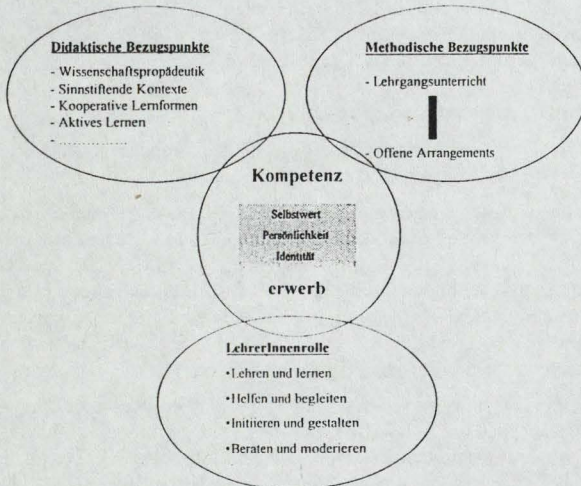 Didaktische Bezugspunkte
- Wissenschaftspropädeutik
- Sinnstiftende Kontexte
- Kooperative Lernformen
- Aktives Lernen
- ...............
Methodische Bezugspunkte
- Lehrgangsunterricht
- Offene Arrangements
Kompetenz
Selbstwert
Persönlichkeit
Identität
erwerb
LehrerInnenrolle
•Lehren und lernen
•Helfen und begleiten
•Initiieren und gestalten
•Beraten und moderieren